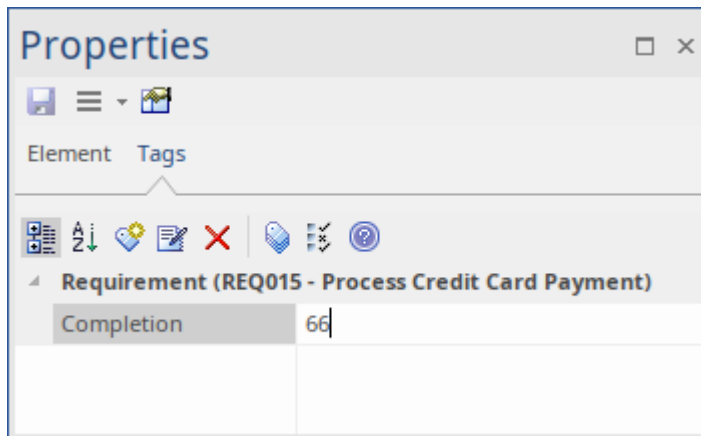 Properties
Element Tags
Requirement (REQ015 - Process Credit Card Payment)
Completion 66